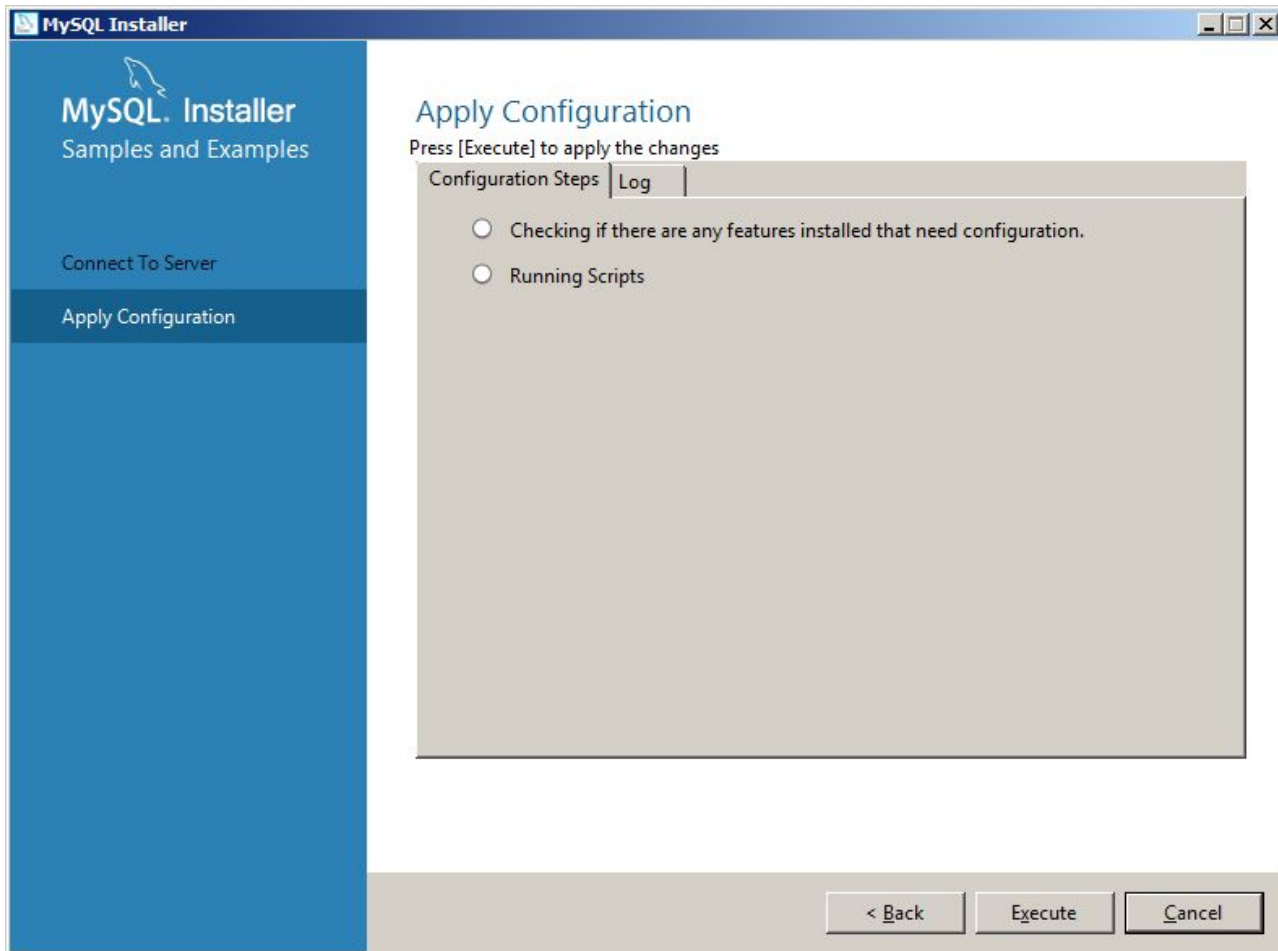 MySQL Installer
MySQL. Installer
Samples and Examples
Connect To Server
Apply Configuration
Apply Configuration
Press [Execute] to apply the changes
Configuration Steps
Log
Checking if there are any features installed that need configuration.
Running Scripts
< Back
Execute
Cancel